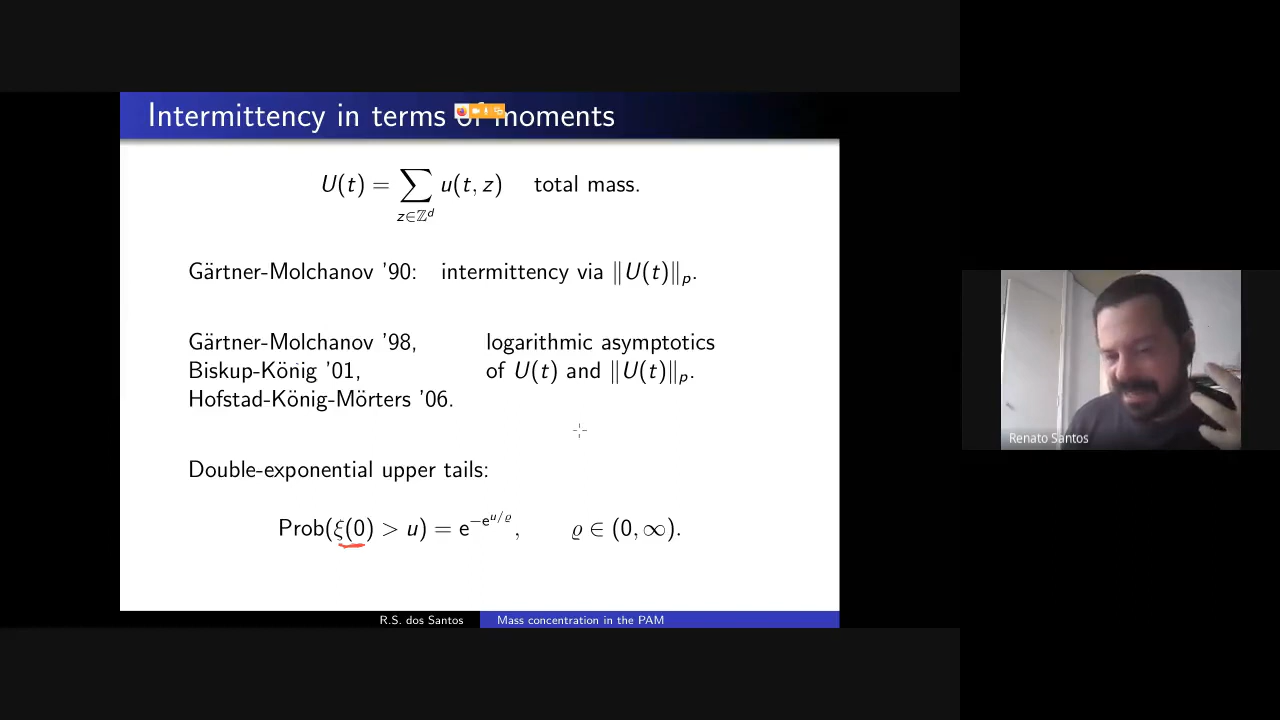 Intermittency in terms of moments
U(t) = ∑_{z∈ℤ^d} u(t, z) total mass.
Gärtner-Molchanov '90: intermittency via ‖U(t)‖_p.
Gärtner-Molchanov '98, logarithmic asymptotics
Biskup-König '01, of U(t) and ‖U(t)‖_p.
Hofstad-König-Mörters '06.
Double-exponential upper tails:
Prob(ξ(0) > u) = e^{-e^{u/ϱ}}, ϱ ∈ (0, ∞).
R.S. dos Santos Mass concentration in the PAM
Renato Santos